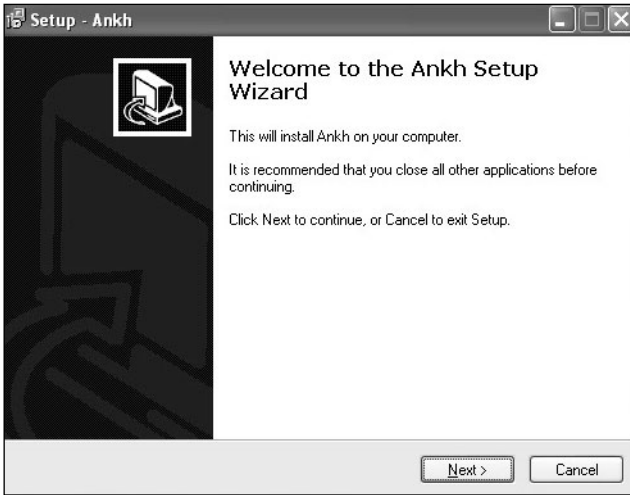 Setup - Ankh
Welcome to the Ankh Setup
Wizard
This will install Ankh on your computer.
It is recommended that you close all other applications before
continuing.
Click Next to continue, or Cancel to exit Setup.
Next >
Cancel